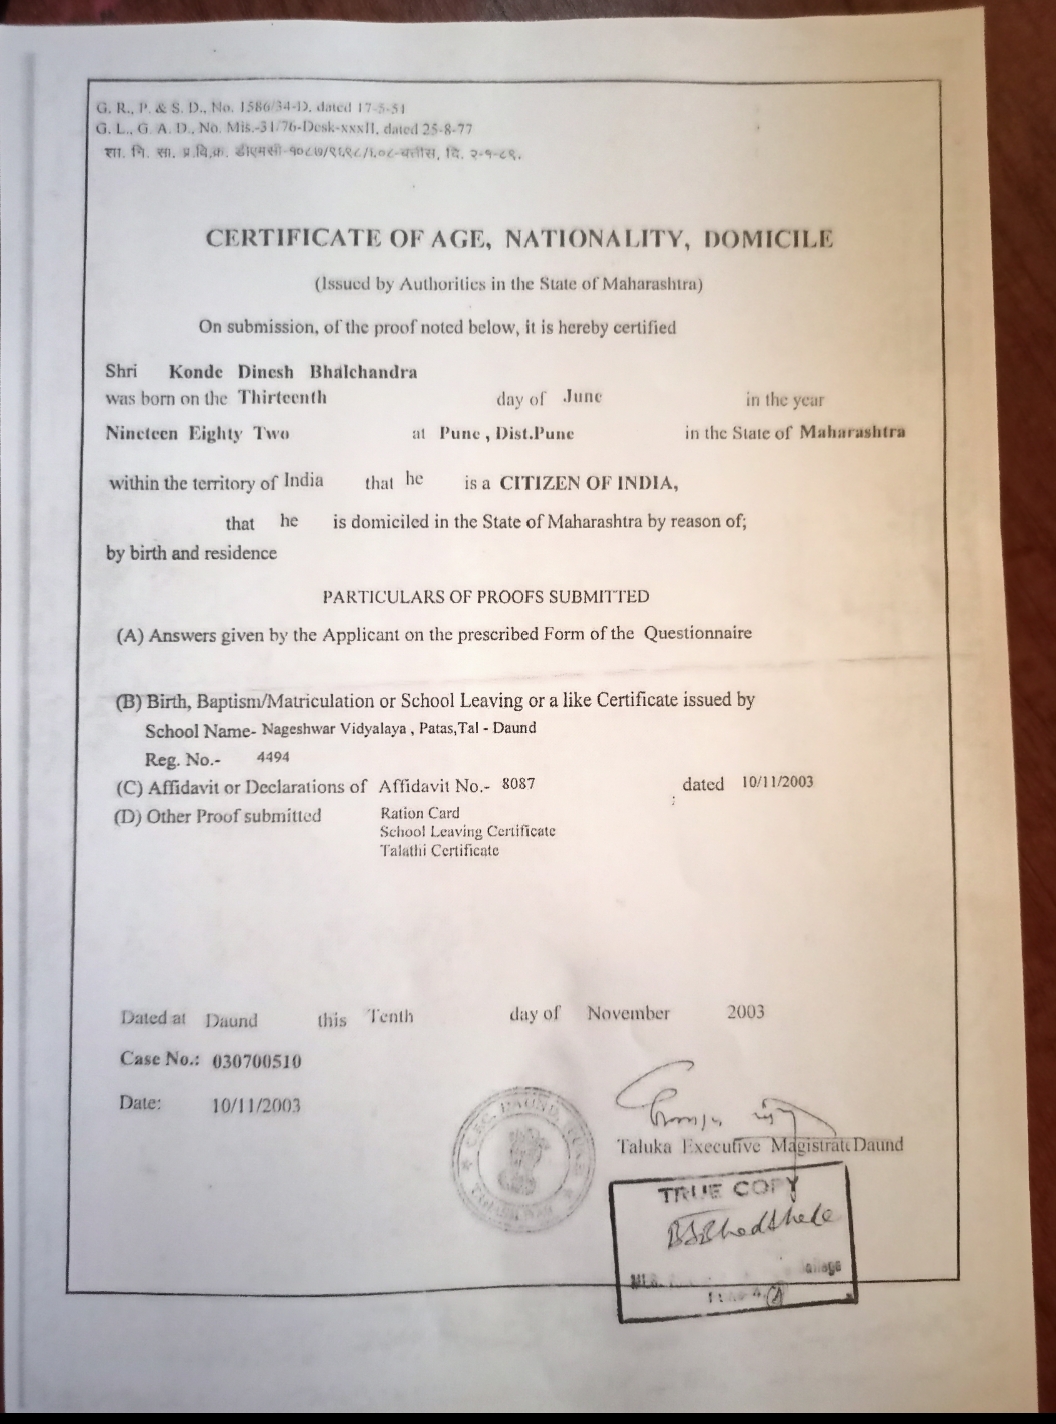 G. R., P. & S. D., No. 1586/34-D, dated 17-5-51
G. L., G. A. D., No. Mis.-31/76-Desk-xxxII, dated 25-8-77
शा. नि. सा. प्र.वि.क्र. डीएमसी-१०८७/९६९८/६०८-बत्तीस, दि. २-१-८९.
CERTIFICATE OF AGE, NATIONALITY, DOMICILE
(Issued by Authorities in the State of Maharashtra)
On submission, of the proof noted below, it is hereby certified
Shri Konde Dinesh Bhalchandra
was born on the Thirteenth day of June in the year
Nineteen Eighty Two at Pune , Dist.Pune in the State of Maharashtra
within the territory of India that he is a CITIZEN OF INDIA,
that he is domiciled in the State of Maharashtra by reason of;
by birth and residence
PARTICULARS OF PROOFS SUBMITTED
(A) Answers given by the Applicant on the prescribed Form of the Questionnaire
(B) Birth, Baptism/Matriculation or School Leaving or a like Certificate issued by
School Name- Nageshwar Vidyalaya , Patas,Tal - Daund
Reg. No.- 4494
(C) Affidavit or Declarations of Affidavit No.- 8087 dated 10/11/2003
(D) Other Proof submitted Ration Card
School Leaving Certificate
Talathi Certificate
Dated at Daund this Tenth day of November 2003
Case No.: 030700510
Date: 10/11/2003
DAUND
Taluka Executive Magistrate Daund
TRUE COPY